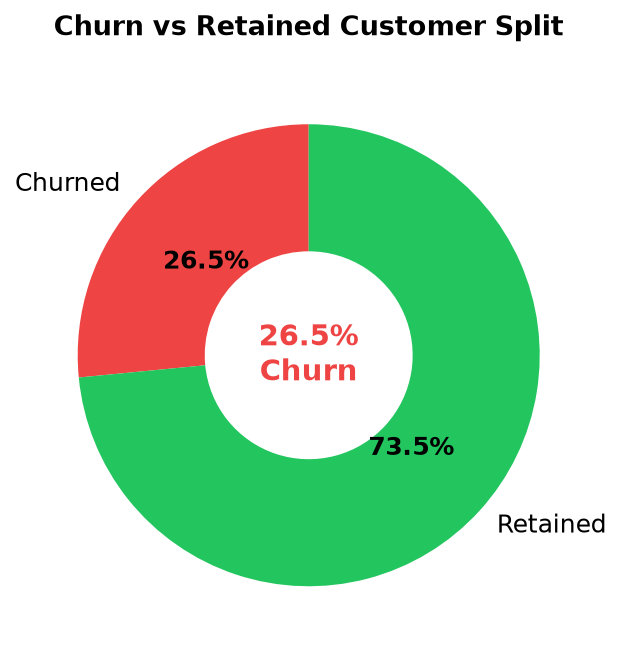 Churn vs Retained Customer Split
Churned
26.5%
26.5%
Churn
73.5%
Retained